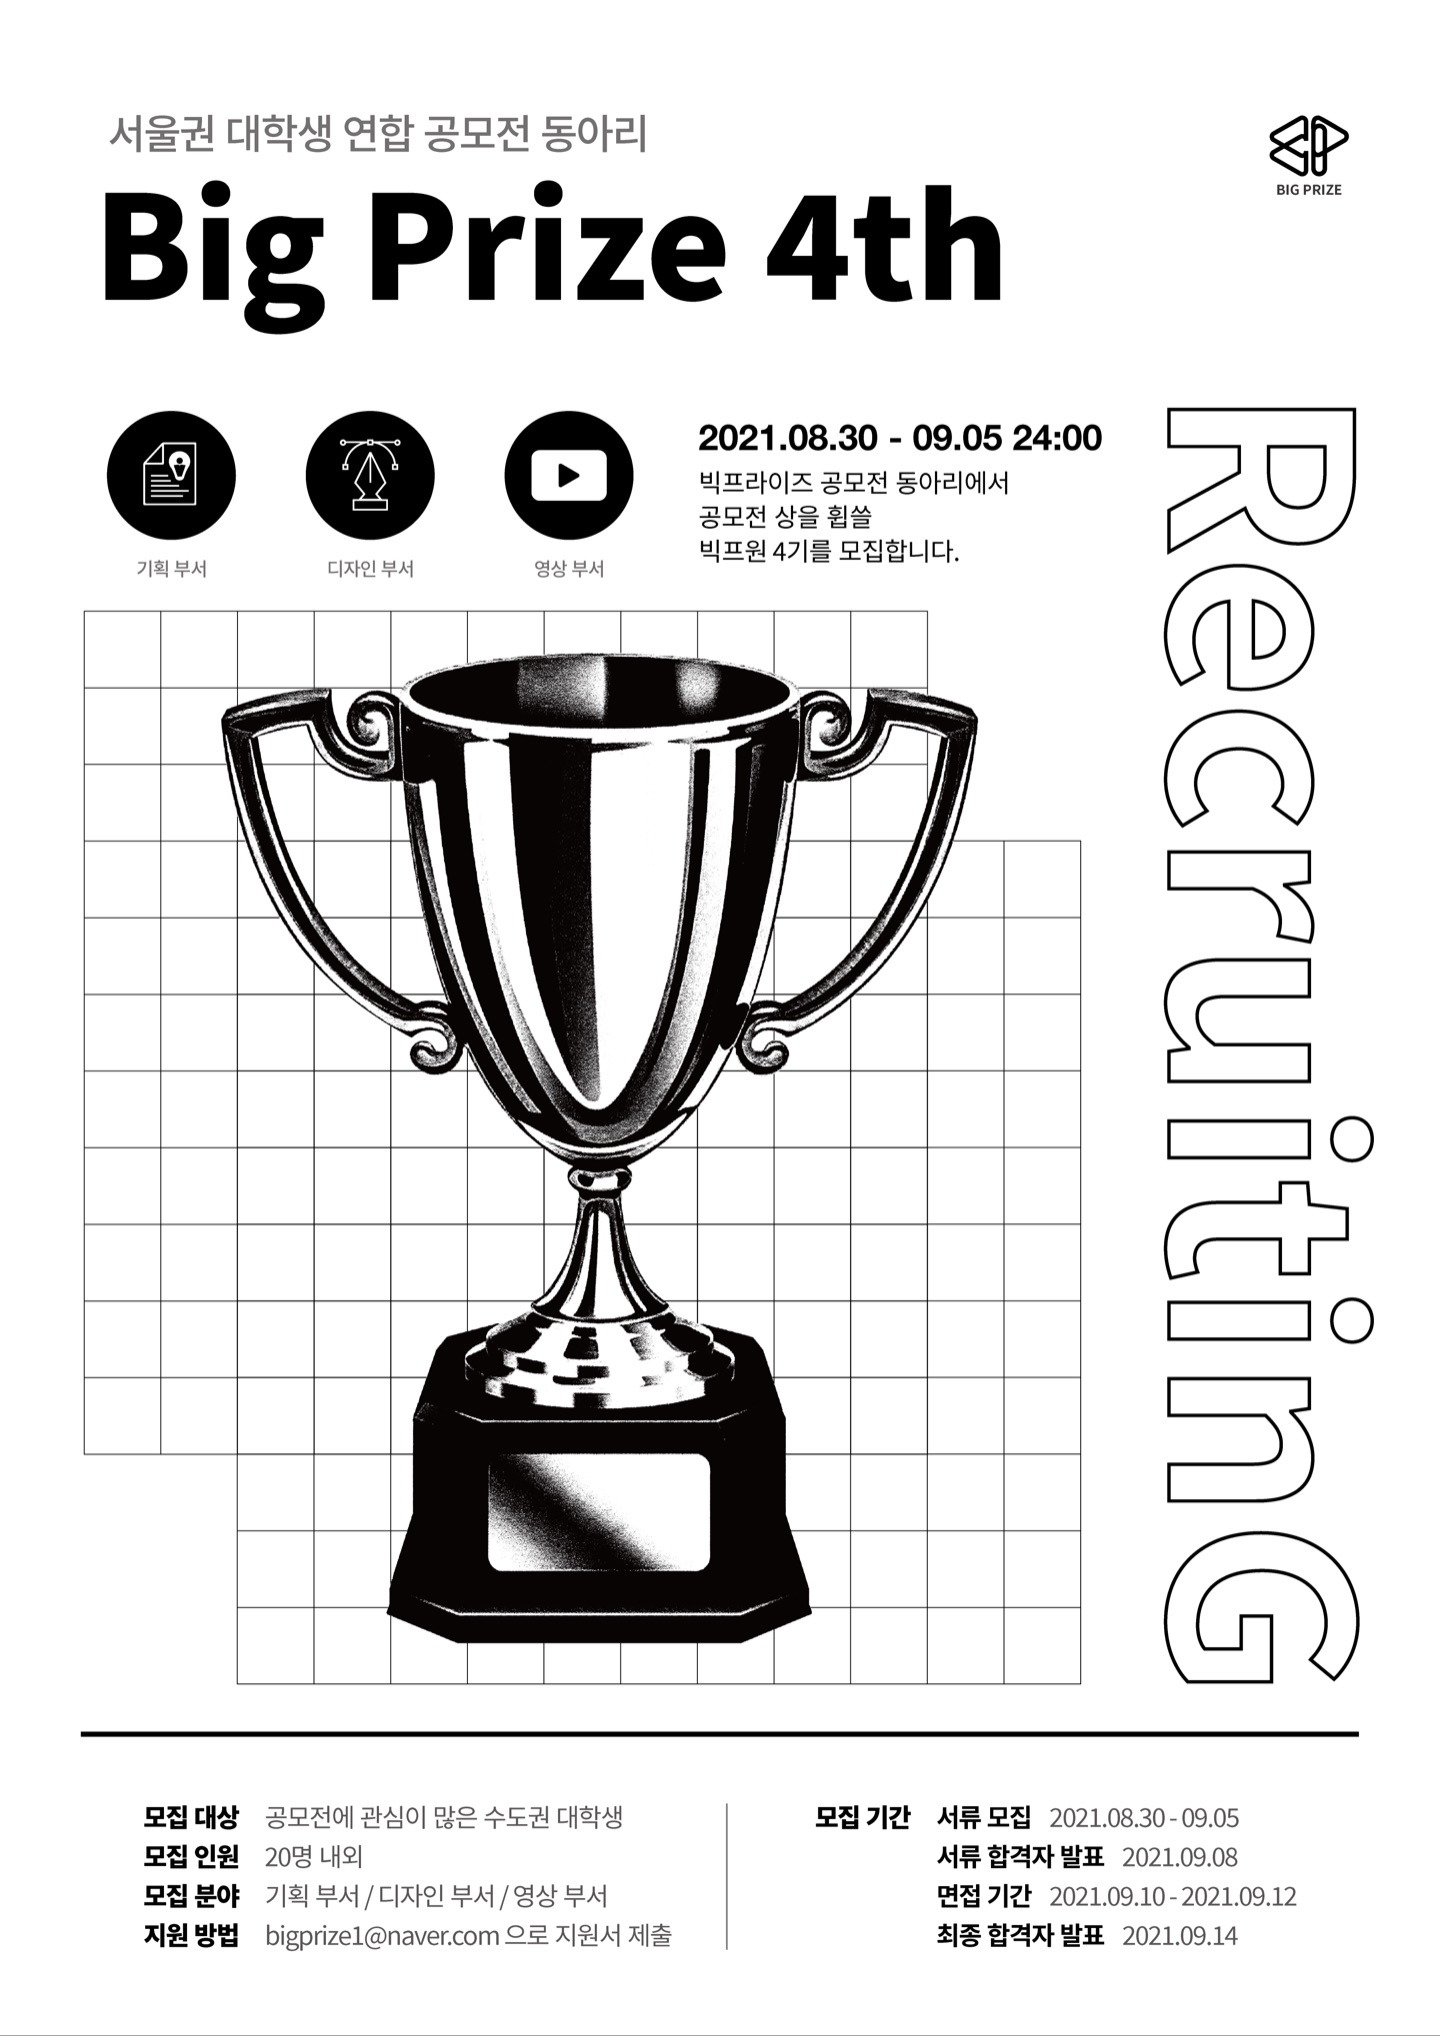 서울권 대학생 연합 공모전 동아리
Big Prize 4th
BIG PRIZE
기획 부서
디자인 부서
영상 부서
2021.08.30 - 09.05 24:00
빅프라이즈 공모전 동아리에서
공모전 상을 휩쓸
빅프원 4기를 모집합니다.
RecruitinG
모집 대상 공모전에 관심이 많은 수도권 대학생
모집 인원 20명 내외
모집 분야 기획 부서 / 디자인 부서 / 영상 부서
지원 방법 bigprize1@naver.com 으로 지원서 제출
모집 기간 서류 모집 2021.08.30 - 09.05
서류 합격자 발표 2021.09.08
면접 기간 2021.09.10 - 2021.09.12
최종 합격자 발표 2021.09.14